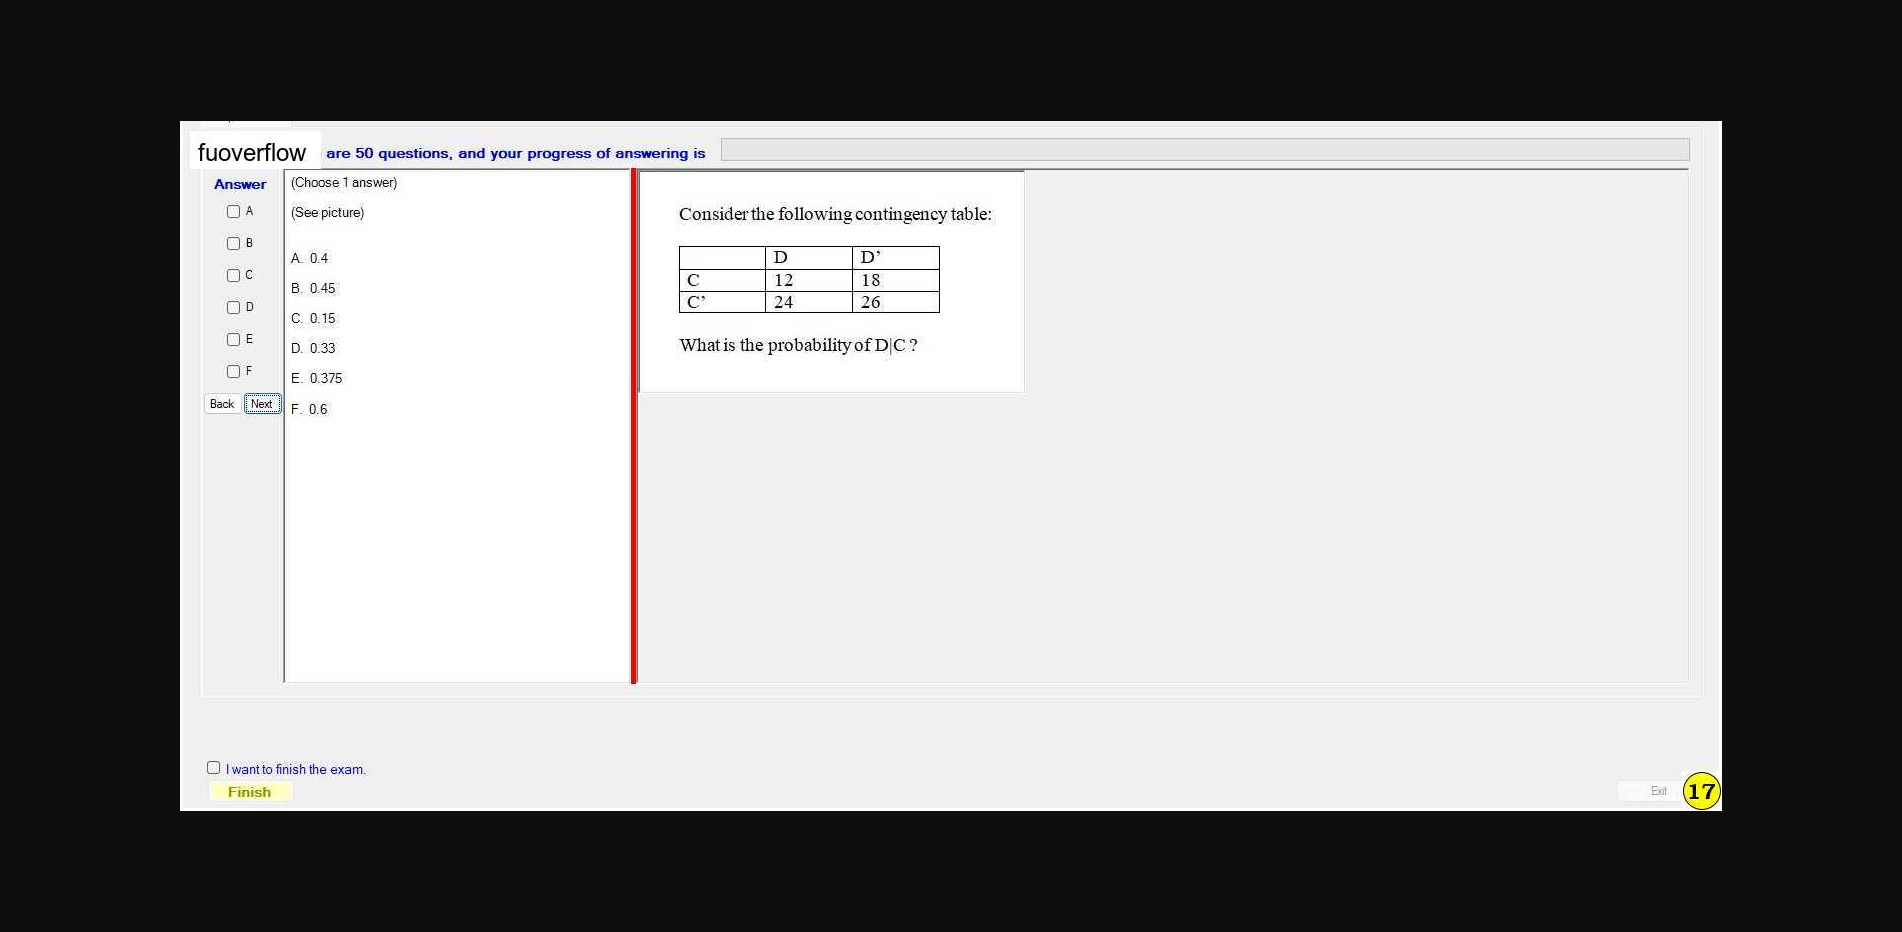 fuoverflow are 50 questions, and your progress of answering is
Answer
A
B
C
D
E
F
Back Next
(Choose 1 answer)
(See picture)
A. 0.4
B. 0.45
C. 0.15
D. 0.33
E. 0.375
F. 0.6
Consider the following contingency table:
D D’
C 12 18
C’ 24 26
What is the probability of D|C ?
I want to finish the exam.
Finish
Exit
17